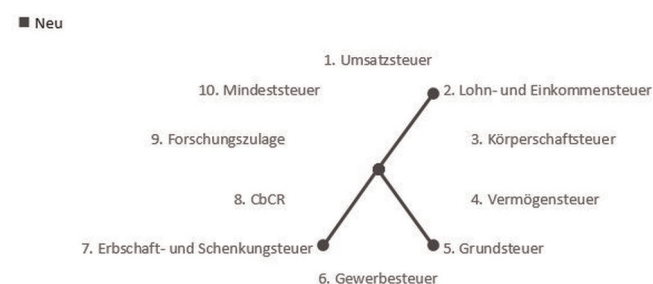 Neu
1. Umsatzsteuer
10. Mindeststeuer
2. Lohn- und Einkommensteuer
9. Forschungszulage
3. Körperschaftsteuer
8. CbCR
4. Vermögensteuer
7. Erbschaft- und Schenkungsteuer
5. Grundsteuer
6. Gewerbesteuer